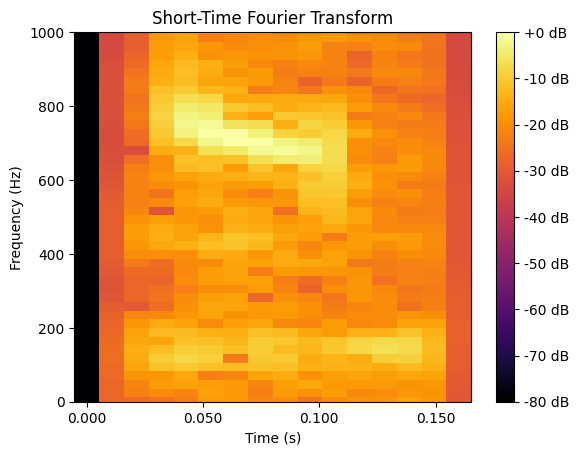 Short-Time Fourier Transform
Frequency (Hz)
1000
800
600
400
200
0
0.000
0.050
0.100
0.150
Time (s)
+0 dB
-10 dB
-20 dB
-30 dB
-40 dB
-50 dB
-60 dB
-70 dB
-80 dB